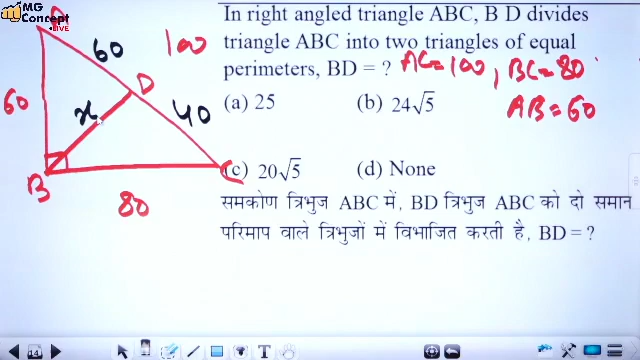 MG Concept LIVE
In right angled triangle ABC, B D divides
triangle ABC into two triangles of equal
perimeters, BD = ?
AC=100, BC=80
AB=60
(a) 25
(b) 24√5
(c) 20√5
(d) None
समकोण त्रिभुज ABC में, BD त्रिभुज ABC को दो समान
परिमाप वाले त्रिभुजों में विभाजित करती है, BD = ?
A
60
100
D
60
x
40
B
C
80
14
T